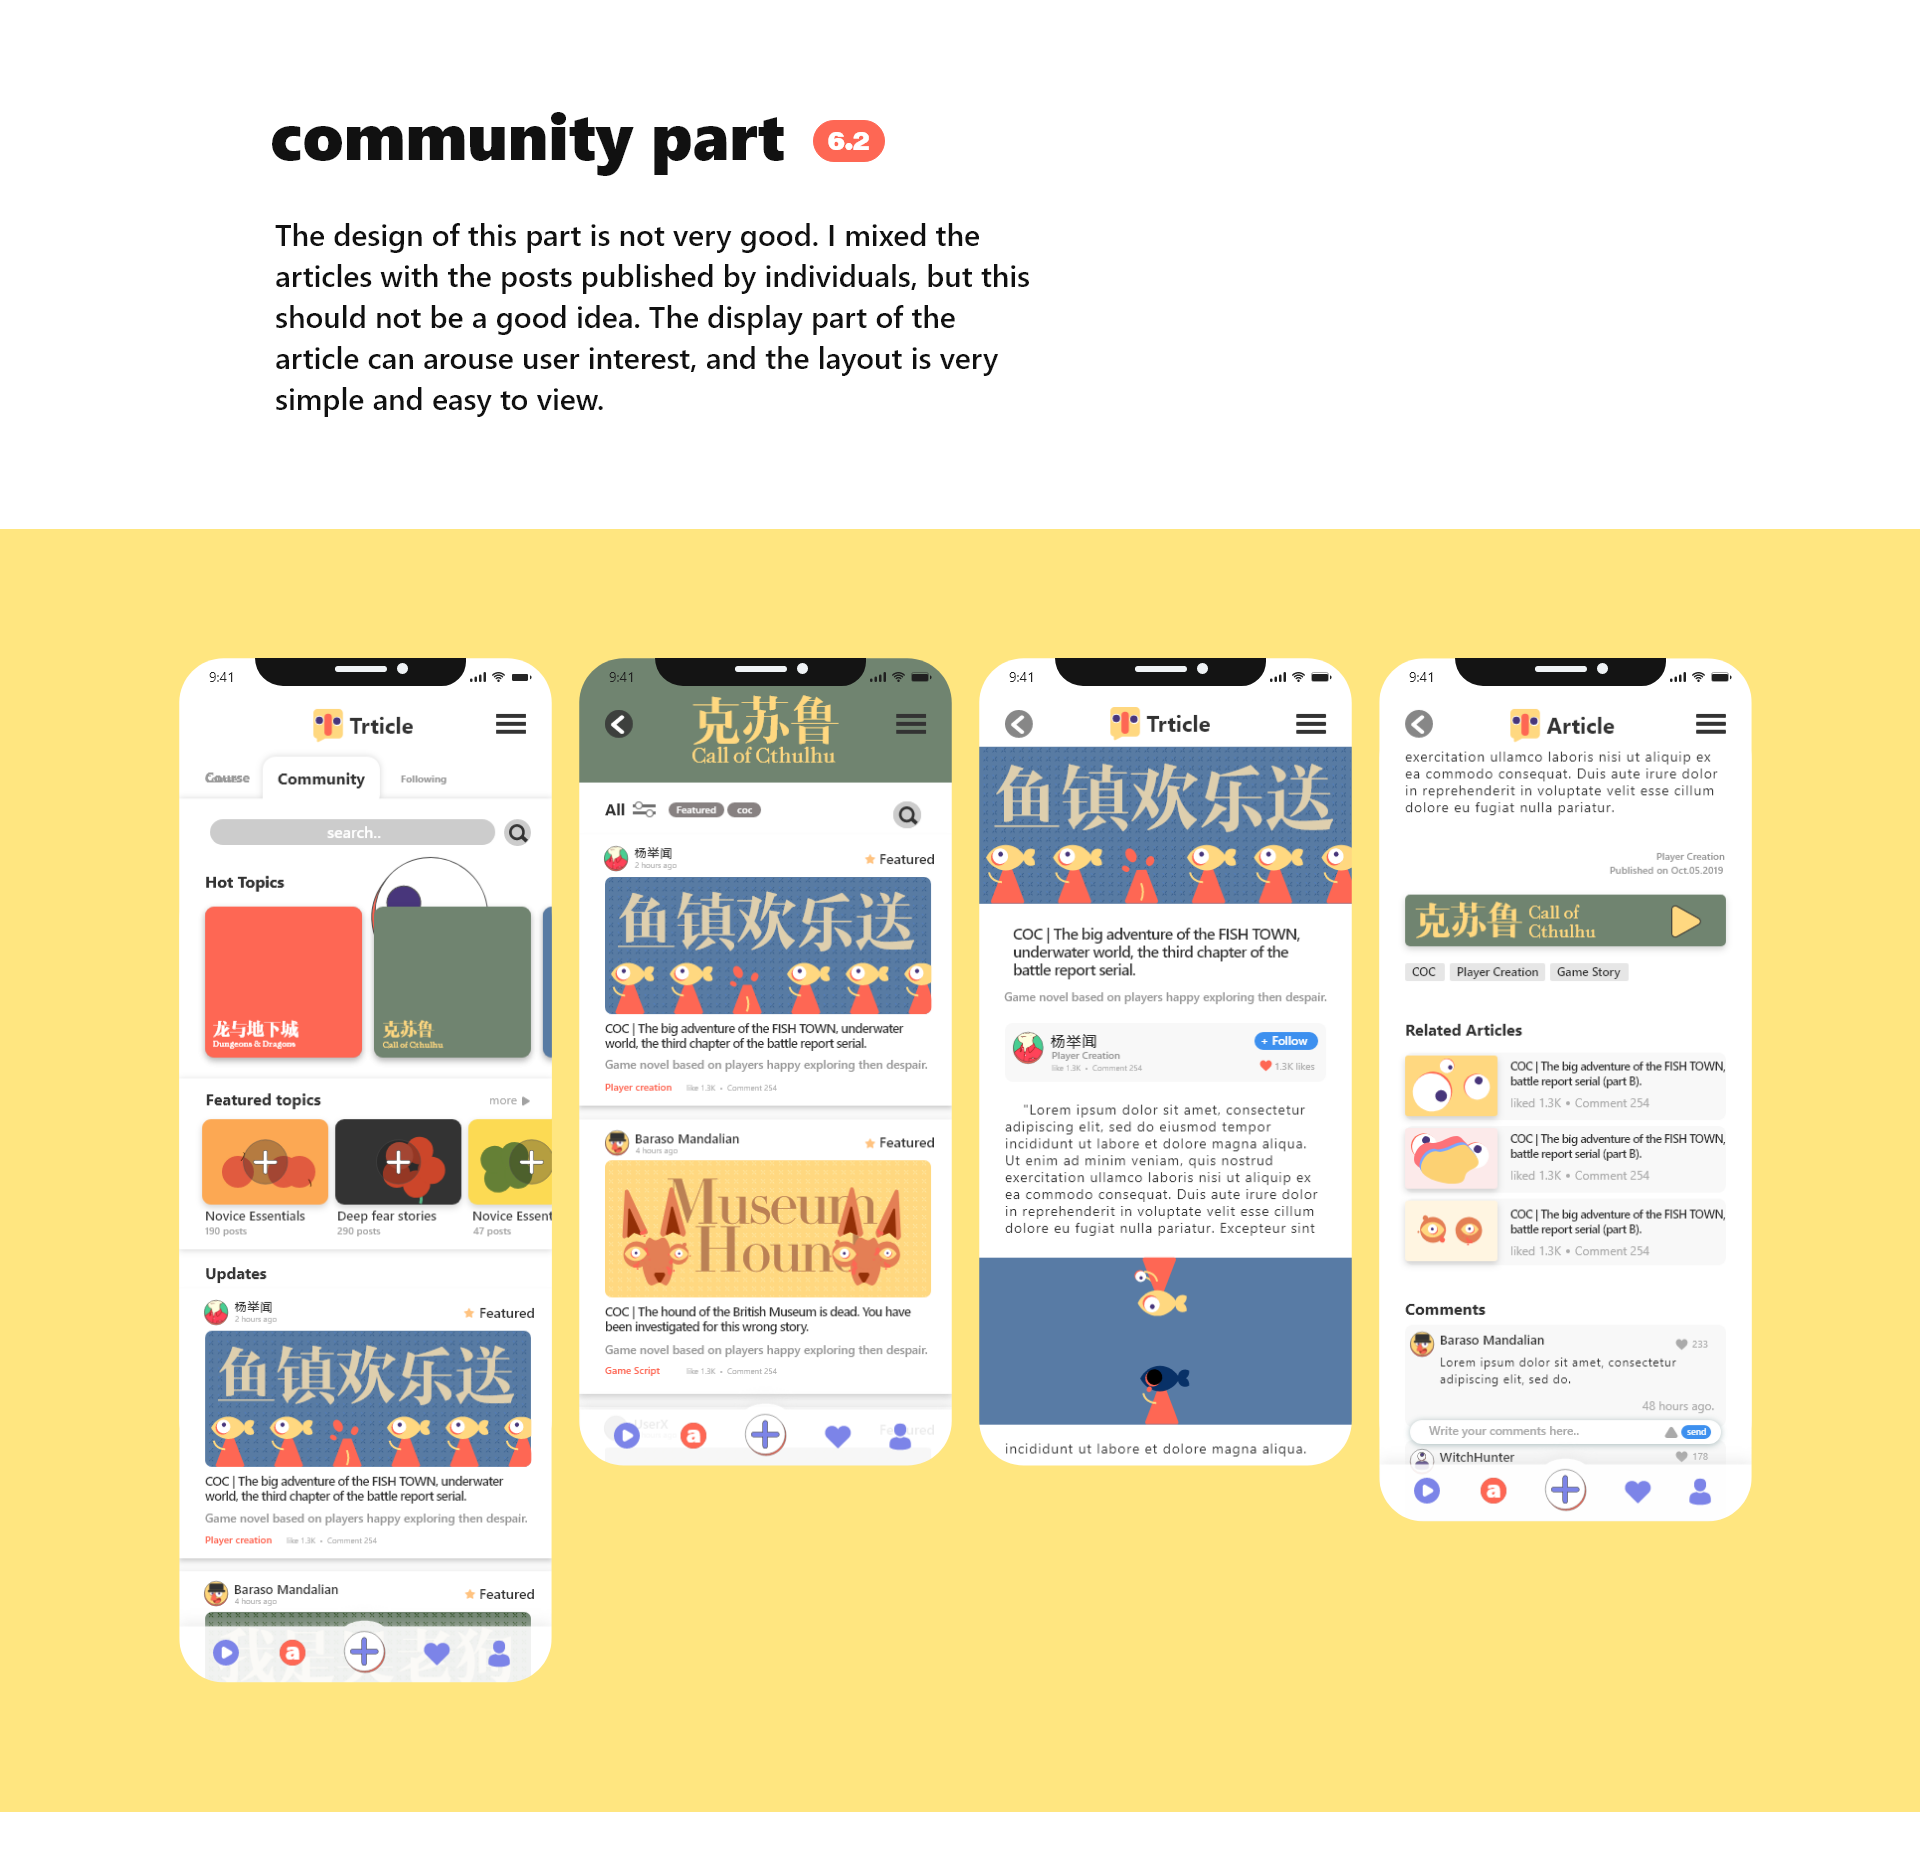 community part 6.2
The design of this part is not very good. I mixed the
articles with the posts published by individuals, but this
should not be a good idea. The display part of the
article can arouse user interest, and the layout is very
simple and easy to view.
9:41
Trticle
Course Community Following
search..
Hot Topics
龙与地下城
Dungeons & Dragons
克苏鲁
Call of Cthulhu
Featured topics more
Novice Essentials
190 posts
Deep fear stories
290 posts
Novice Essent
47 posts
Updates
杨举闻
2 hours ago
Featured
鱼镇欢乐送
COC | The big adventure of the FISH TOWN, underwater
world, the third chapter of the battle report serial.
Game novel based on players happy exploring then despair.
Player creation like 1.3K • Comment 254
Baraso Mandalian
4 hours ago
Featured
a
9:41
克苏鲁
Call of Cthulhu
All Featured coc
杨举闻
2 hours ago
Featured
鱼镇欢乐送
COC | The big adventure of the FISH TOWN, underwater
world, the third chapter of the battle report serial.
Game novel based on players happy exploring then despair.
Player creation like 1.3K • Comment 254
Baraso Mandalian
4 hours ago
Featured
Museum
Houn
COC | The hound of the British Museum is dead. You have
been investigated for this wrong story.
Game novel based on players happy exploring then despair.
Game Script like 1.3K • Comment 254
UserX
Featured
a
9:41
Trticle
鱼镇欢乐送
COC | The big adventure of the FISH TOWN,
underwater world, the third chapter of the
battle report serial.
Game novel based on players happy exploring then despair.
杨举闻
Player Creation
like 1.3K • Comment 254
+ Follow
1.3K likes
"Lorem ipsum dolor sit amet, consectetur
adipiscing elit, sed do eiusmod tempor
incididunt ut labore et dolore magna aliqua.
Ut enim ad minim veniam, quis nostrud
exercitation ullamco laboris nisi ut aliquip ex
ea commodo consequat. Duis aute irure dolor
in reprehenderit in voluptate velit esse cillum
dolore eu fugiat nulla pariatur. Excepteur sint
incididunt ut labore et dolore magna aliqua.
9:41
Article
exercitation ullamco laboris nisi ut aliquip ex
ea commodo consequat. Duis aute irure dolor
in reprehenderit in voluptate velit esse cillum
dolore eu fugiat nulla pariatur.
Player Creation
Published on Oct.05.2019
克苏鲁 Call of
Cthulhu
COC Player Creation Game Story
Related Articles
COC | The big adventure of the FISH TOWN,
battle report serial (part B).
liked 1.3K • Comment 254
COC | The big adventure of the FISH TOWN,
battle report serial (part B).
liked 1.3K • Comment 254
COC | The big adventure of the FISH TOWN,
battle report serial (part B).
liked 1.3K • Comment 254
Comments
Baraso Mandalian 233
Lorem ipsum dolor sit amet, consectetur
adipiscing elit, sed do.
48 hours ago.
Write your comments here.. send
WitchHunter 178
a